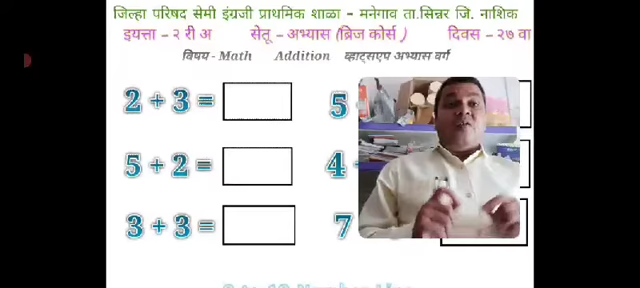 जिल्हा परिषद सेमी इंग्रजी प्राथमिक शाळा - मनेगाव ता.सिन्नर जि. नाशिक
इयत्ता - २ री अ सेतू - अभ्यास (ब्रिज कोर्स ) दिवस - २७ वा
विषय - Math Addition व्हाट्सएप अभ्यास वर्ग
2 + 3 = 5
5 + 2 = 4
3 + 3 = 7